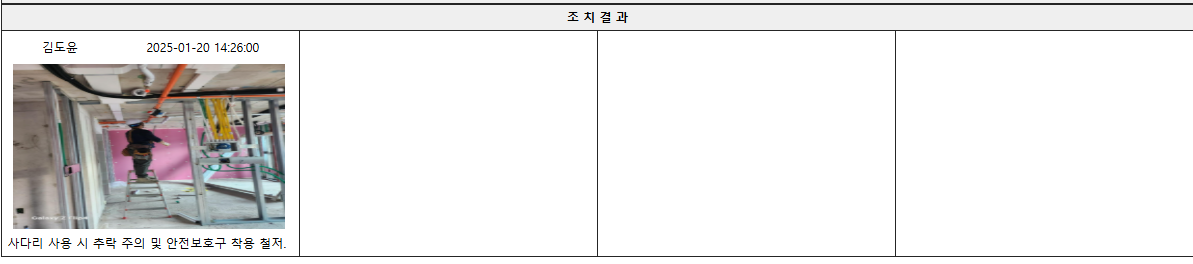 조 치 결 과
김도윤 2025-01-20 14:26:00
사다리 사용 시 추락 주의 및 안전보호구 착용 철저.